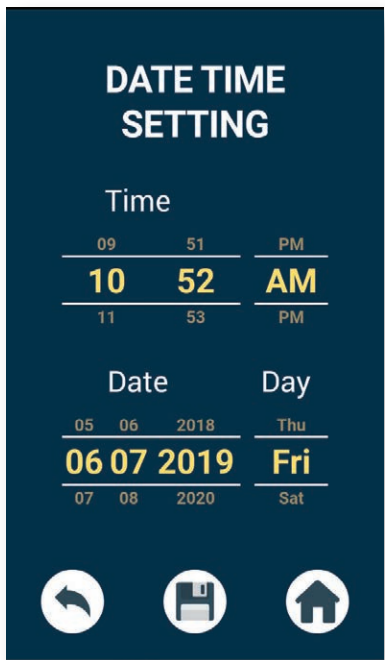 DATE TIME
SETTING
Time
09 51 PM
10 52 AM
11 53 PM
Date Day
05 06 2018 Thu
06 07 2019 Fri
07 08 2020 Sat